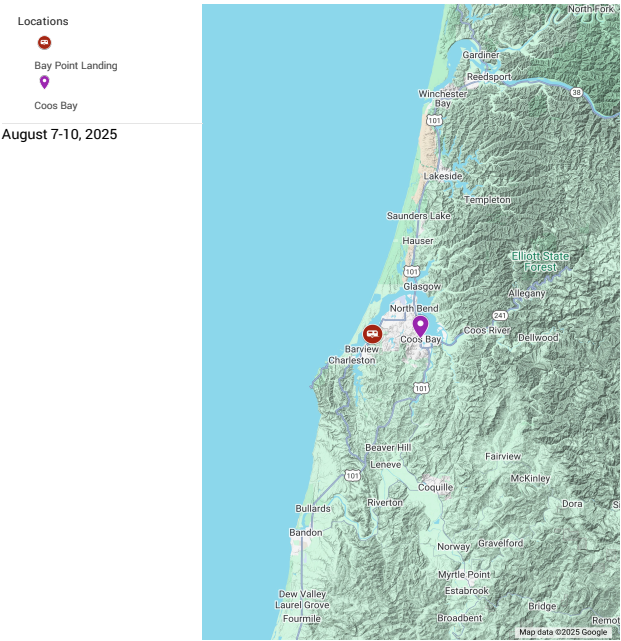 Locations
Bay Point Landing
Coos Bay
August 7-10, 2025
North Fork
Gardiner
Reedsport
38
Winchester
Bay
101
Lakeside
Templeton
Saunders Lake
Hauser
Elliott State
Forest
101
Glasgow
Allegany
North Bend
241
Coos River
Dellwood
Coos Bay
Barview
Charleston
101
Beaver Hill
Fairview
Leneve
101
McKinley
Coquille
Riverton
Dora
Bullards
Bandon
Norway
Gravelford
Myrtle Point
Estabrook
Dew Valley
Laurel Grove
Bridge
Fourmile
Broadbent
Remot
Map data ©2025 Google